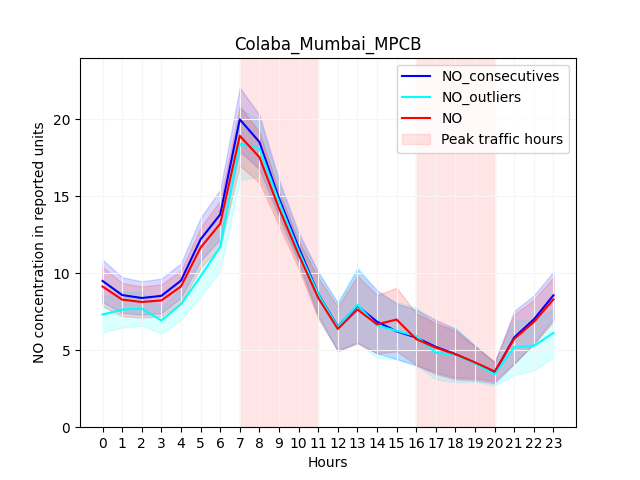 Colaba_Mumbai_MPCB
NO_consecutives
NO_outliers
NO
Peak traffic hours
NO concentration in reported units
20
15
10
5
0
0 1 2 3 4 5 6 7 8 9 10 11 12 13 14 15 16 17 18 19 20 21 22 23
Hours